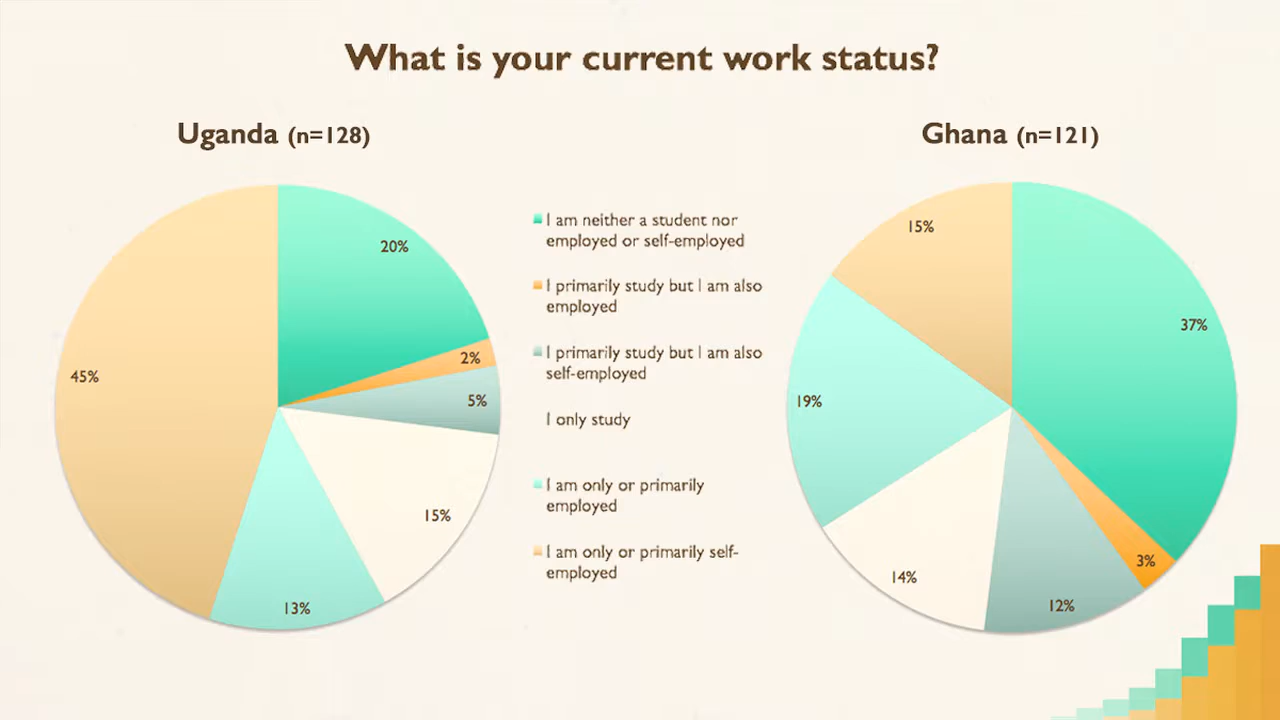 What is your current work status?
Uganda (n=128)
20%
2%
5%
15%
13%
45%
I am neither a student nor
employed or self-employed
I primarily study but I am also
employed
I primarily study but I am also
self-employed
I only study
I am only or primarily
employed
I am only or primarily self-
employed
Ghana (n=121)
37%
3%
12%
14%
19%
15%